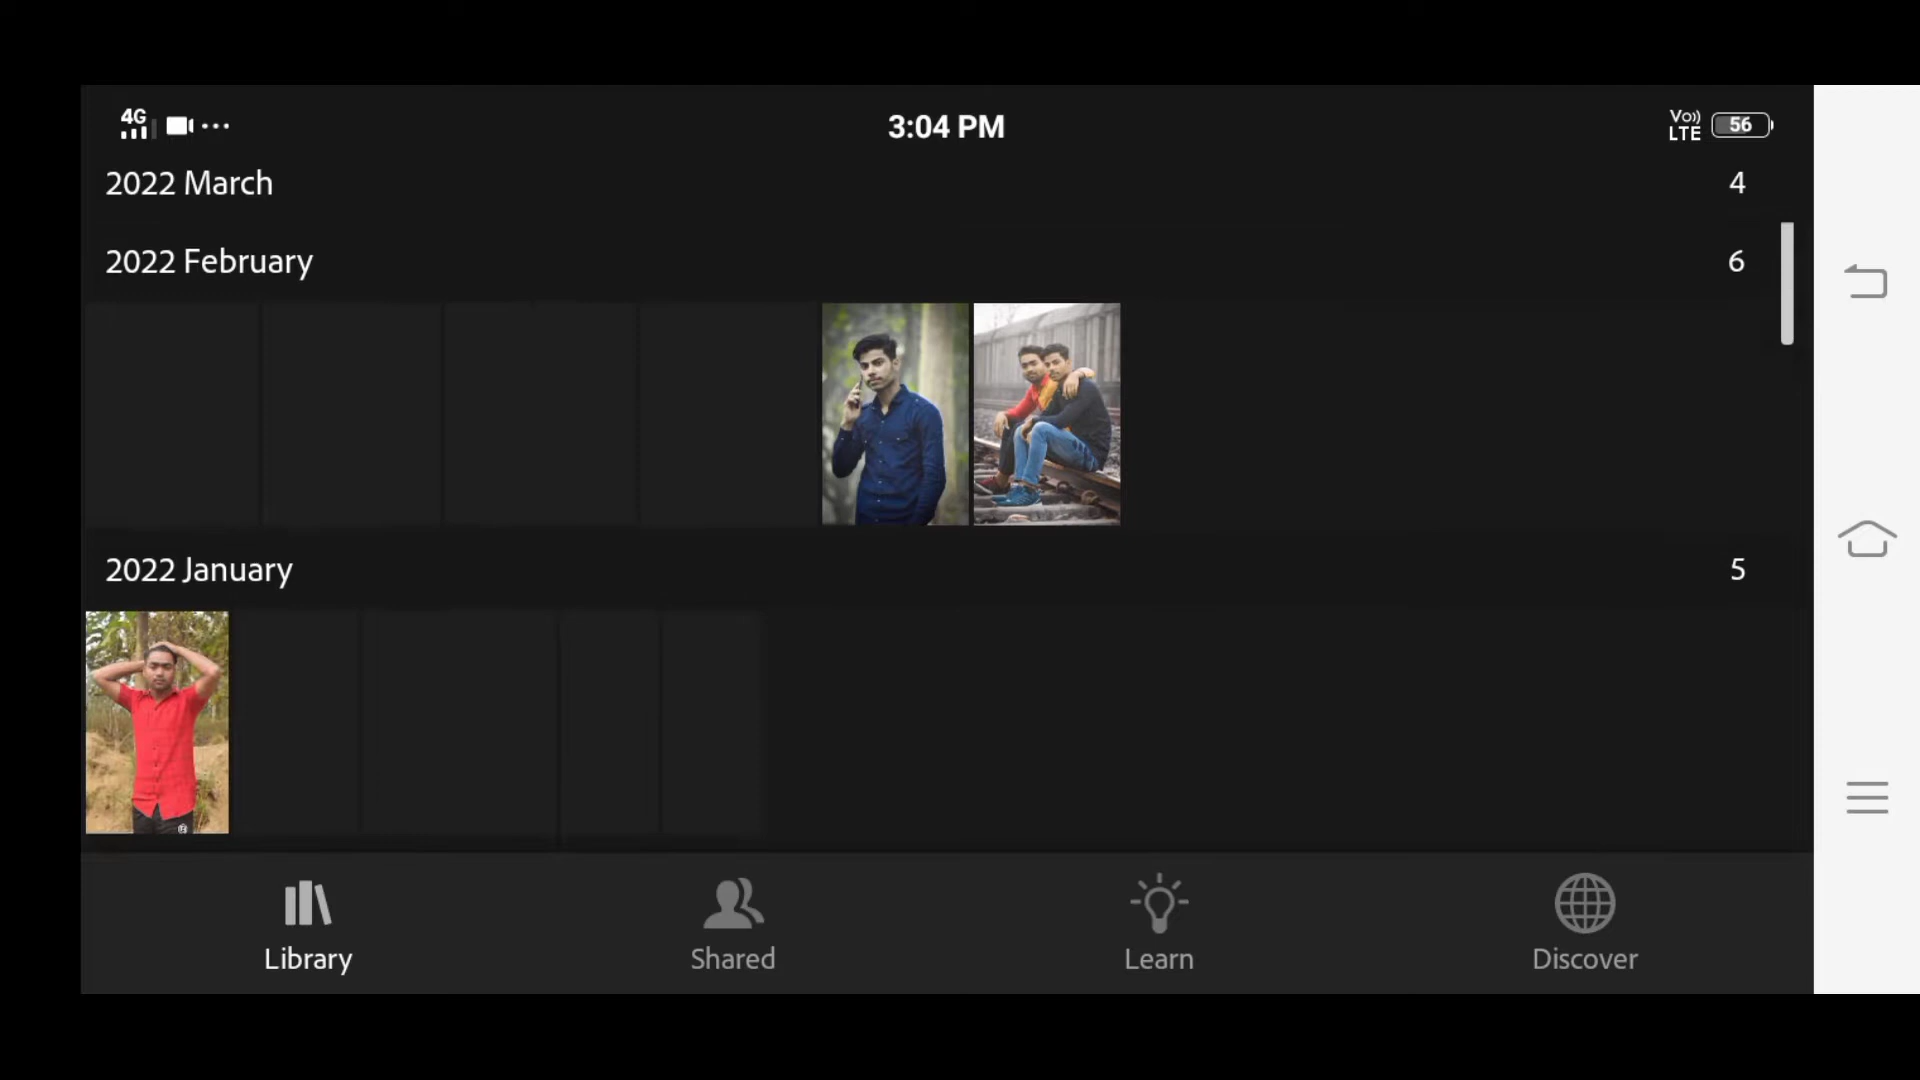 4G 3:04 PM Vo)) LTE 56
2022 March 4
2022 February 6
2022 January 5
Library Shared Learn Discover